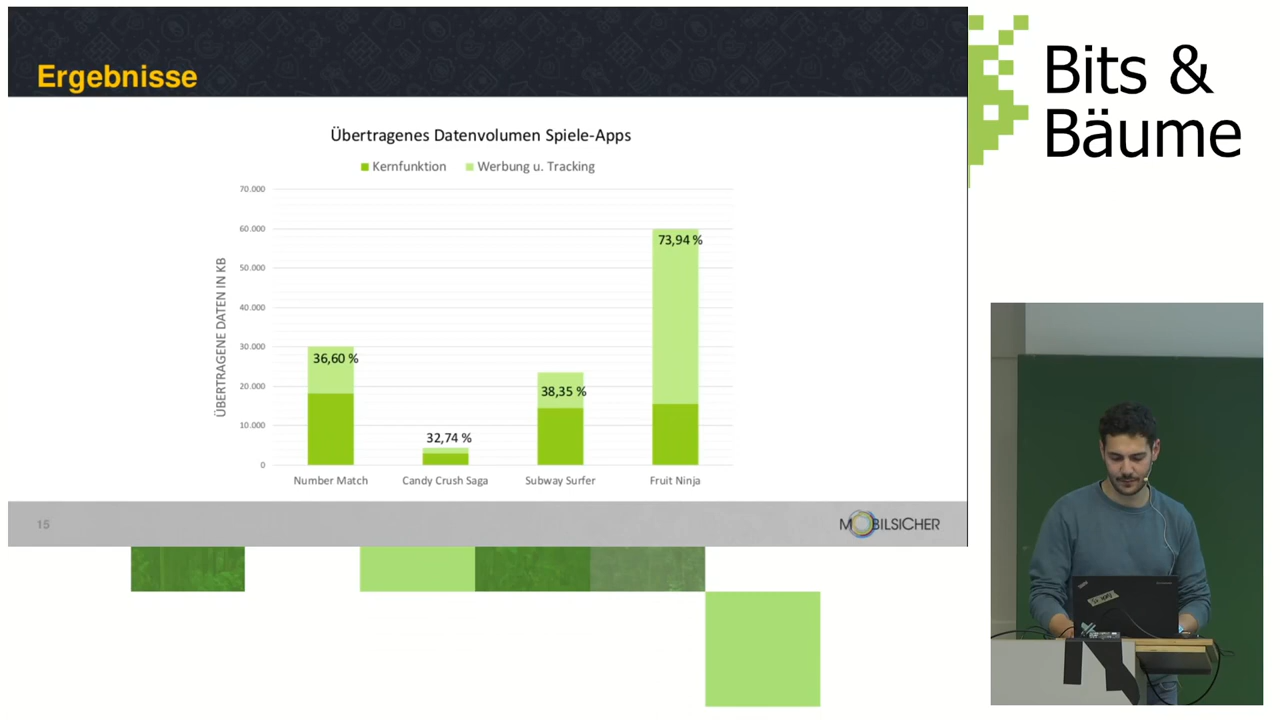 Ergebnisse
Bits &
Bäume
Übertragenes Datenvolumen Spiele-Apps
Kernfunktion Werbung u. Tracking
ÜBERTRAGENE DATEN IN KB
70.000
60.000
50.000
40.000
30.000
20.000
10.000
0
36,60 %
32,74 %
38,35 %
73,94 %
Number Match Candy Crush Saga Subway Surfer Fruit Ninja
15
MOBILSICHER